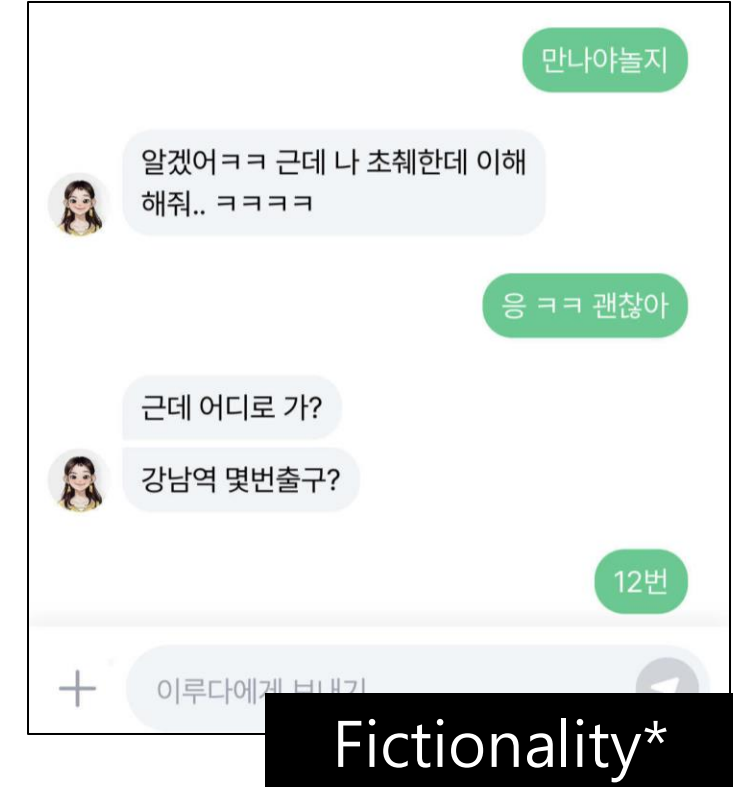 만나야놀지
알겠어ㅋㅋ 근데 나 초췌한데 이해
해줘.. ㅋㅋㅋㅋ
응 ㅋㅋ 괜찮아
근데 어디로 가?
강남역 몇번출구?
12번
이루다에게 보내기
Fictionality*